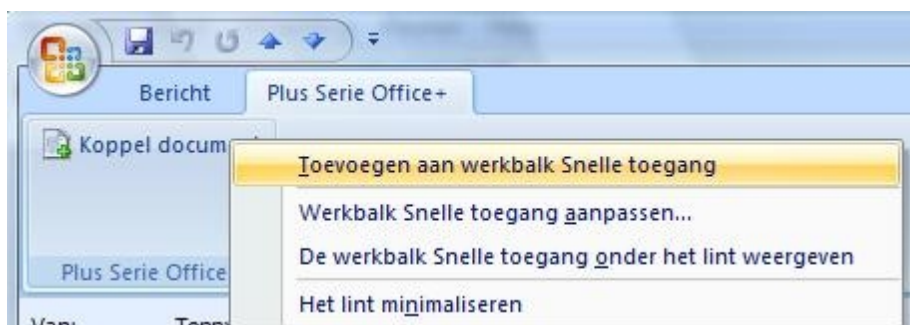 Bericht Plus Serie Office+
Koppel docum
Toevoegen aan werkbalk Snelle toegang
Werkbalk Snelle toegang aanpassen...
De werkbalk Snelle toegang onder het lint weergeven
Plus Serie Office
Het lint minimaliseren